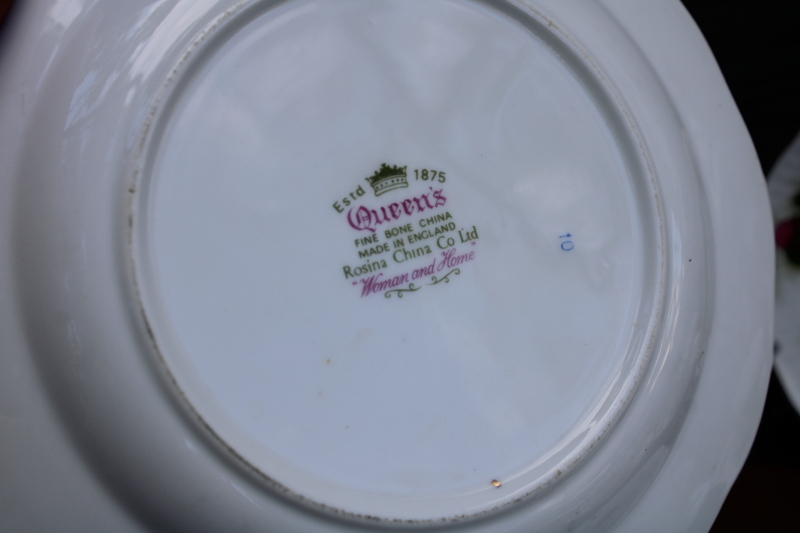 Estd 1875
Queen's
FINE BONE CHINA
MADE IN ENGLAND
Rosina China Co Ltd
"Woman and Home"
10